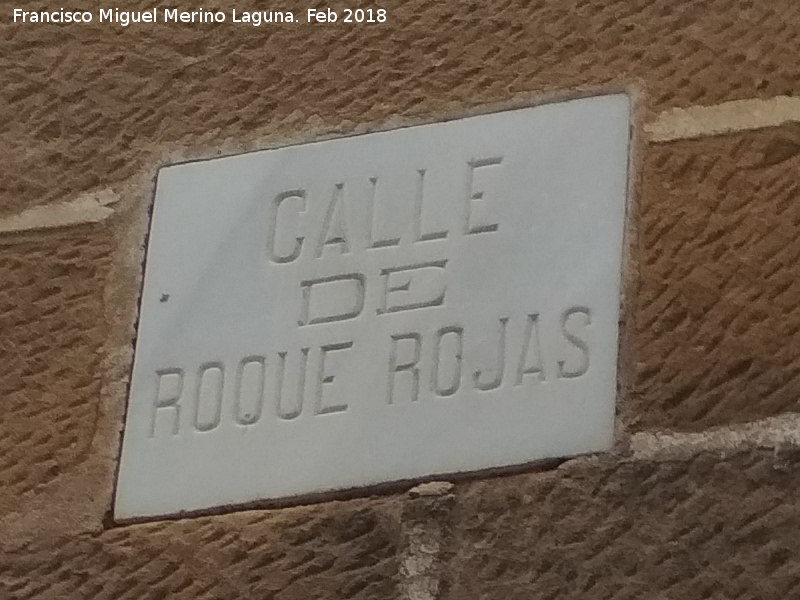 Francisco Miguel Merino Laguna. Feb 2018
CALLE
DE
ROQUE ROJAS